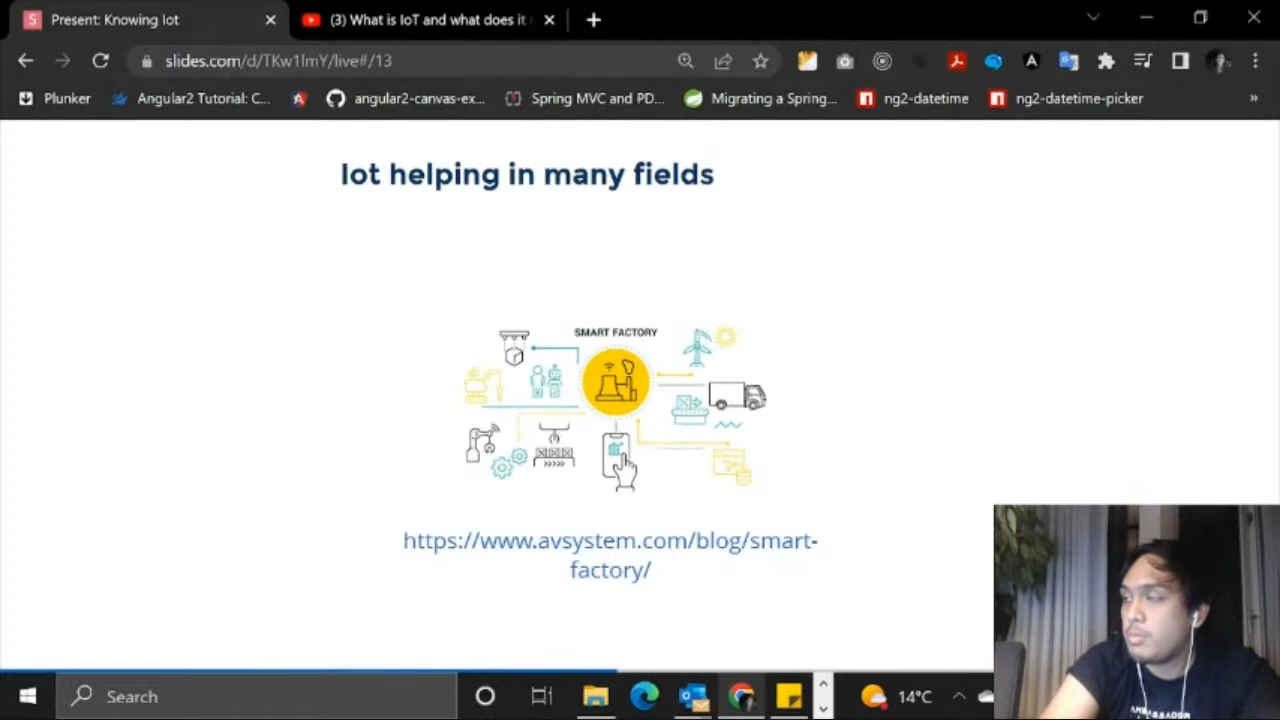 S Present: Knowing Iot
(3) What is IoT and what does it
slides.com/d/TKw1lmY/live#/13
Plunker
Angular2 Tutorial: C...
angular2-canvas-ex...
Spring MVC and PD...
Migrating a Spring...
ng2-datetime
ng2-datetime-picker
»
Iot helping in many fields
SMART FACTORY
https://www.avsystem.com/blog/smart-
factory/
AMBASSADOR
Search
14°C